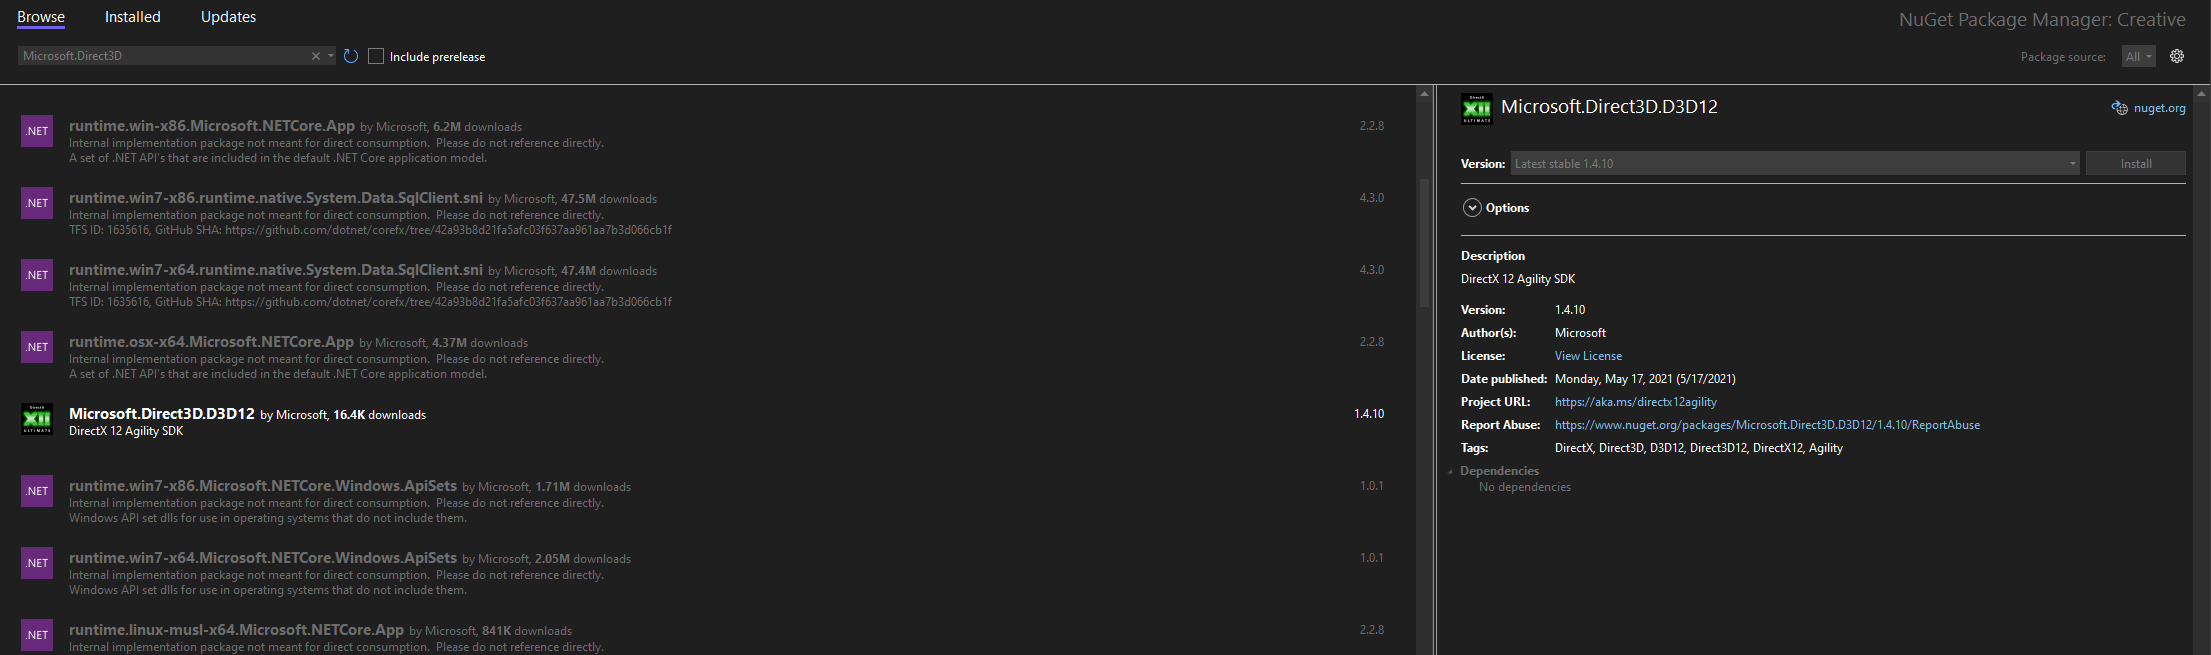 Browse Installed Updates
NuGet Package Manager: Creative
Microsoft.Direct3D
Include prerelease
Package source: All
.NET
runtime.win-x86.Microsoft.NETCore.App by Microsoft, 6.2M downloads
2.2.8
Internal implementation package not meant for direct consumption. Please do not reference directly.
A set of .NET API's that are included in the default .NET Core application model.
.NET
runtime.win7-x86.runtime.native.System.Data.SqlClient.sni by Microsoft, 47.5M downloads
4.3.0
Internal implementation package not meant for direct consumption. Please do not reference directly.
TFS ID: 1635616, GitHub SHA: https://github.com/dotnet/corefx/tree/42a93b8d21fa5afc03f637aa961aa7b3d066cb1f
.NET
runtime.win7-x64.runtime.native.System.Data.SqlClient.sni by Microsoft, 47.4M downloads
4.3.0
Internal implementation package not meant for direct consumption. Please do not reference directly.
TFS ID: 1635616, GitHub SHA: https://github.com/dotnet/corefx/tree/42a93b8d21fa5afc03f637aa961aa7b3d066cb1f
.NET
runtime.osx-x64.Microsoft.NETCore.App by Microsoft, 4.37M downloads
2.2.8
Internal implementation package not meant for direct consumption. Please do not reference directly.
A set of .NET API's that are included in the default .NET Core application model.
DirectX
XII
ULTIMATE
Microsoft.Direct3D.D3D12 by Microsoft, 16.4K downloads
1.4.10
DirectX 12 Agility SDK
.NET
runtime.win7-x86.Microsoft.NETCore.Windows.ApiSets by Microsoft, 1.71M downloads
1.0.1
Internal implementation package not meant for direct consumption. Please do not reference directly.
Windows API set dlls for use in operating systems that do not include them.
.NET
runtime.win7-x64.Microsoft.NETCore.Windows.ApiSets by Microsoft, 2.05M downloads
1.0.1
Internal implementation package not meant for direct consumption. Please do not reference directly.
Windows API set dlls for use in operating systems that do not include them.
.NET
runtime.linux-musl-x64.Microsoft.NETCore.App by Microsoft, 841K downloads
2.2.8
Internal implementation package not meant for direct consumption. Please do not reference directly.
DirectX
XII
ULTIMATE
Microsoft.Direct3D.D3D12
nuget.org
Version: Latest stable 1.4.10 Install
Options
Description
DirectX 12 Agility SDK
Version: 1.4.10
Author(s): Microsoft
License: View License
Date published: Monday, May 17, 2021 (5/17/2021)
Project URL: https://aka.ms/directx12agility
Report Abuse: https://www.nuget.org/packages/Microsoft.Direct3D.D3D12/1.4.10/ReportAbuse
Tags: DirectX, Direct3D, D3D12, Direct3D12, DirectX12, Agility
Dependencies
No dependencies